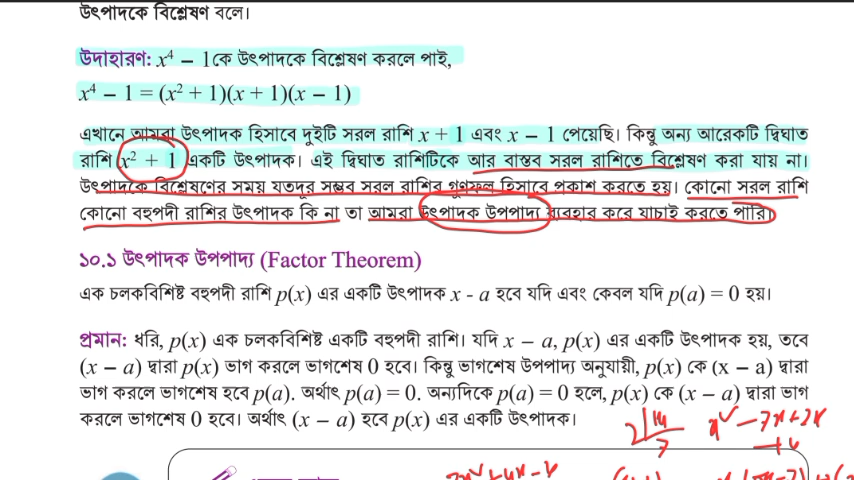 উৎপাদকে বিশ্লেষণ বলে।
উদাহরণ: x⁴ – 1কে উৎপাদকে বিশ্লেষণ করলে পাই,
x⁴ – 1 = (x² + 1)(x + 1)(x – 1)
এখানে আমরা উৎপাদক হিসাবে দুইটি সরল রাশি x + 1 এবং x – 1 পেয়েছি। কিন্তু অন্য আরেকটি দ্বিঘাত
রাশি x² + 1 একটি উৎপাদক। এই দ্বিঘাত রাশিটিকে আর বাস্তব সরল রাশিতে বিশ্লেষণ করা যায় না।
উৎপাদকে বিশ্লেষণের সময় যতদূর সম্ভব সরল রাশির গুণফল হিসাবে প্রকাশ করতে হয়। কোনো সরল রাশি
কোনো বহুপদী রাশির উৎপাদক কি না তা আমরা উৎপাদক উপপাদ্য ব্যবহার করে যাচাই করতে পারি।
১০.১ উৎপাদক উপপাদ্য (Factor Theorem)
এক চলকবিশিষ্ট বহুপদী রাশি p(x) এর একটি উৎপাদক x - a হবে যদি এবং কেবল যদি p(a) = 0 হয়।
প্রমান: ধরি, p(x) এক চলকবিশিষ্ট একটি বহুপদী রাশি। যদি x – a, p(x) এর একটি উৎপাদক হয়, তবে
(x – a) দ্বারা p(x) ভাগ করলে ভাগশেষ 0 হবে। কিন্তু ভাগশেষ উপপাদ্য অনুযায়ী, p(x) কে (x – a) দ্বারা
ভাগ করলে ভাগশেষ হবে p(a). অর্থাৎ p(a) = 0. অন্যদিকে p(a) = 0 হলে, p(x) কে (x – a) দ্বারা ভাগ
করলে ভাগশেষ 0 হবে। অর্থাৎ (x – a) হবে p(x) এর একটি উৎপাদক।